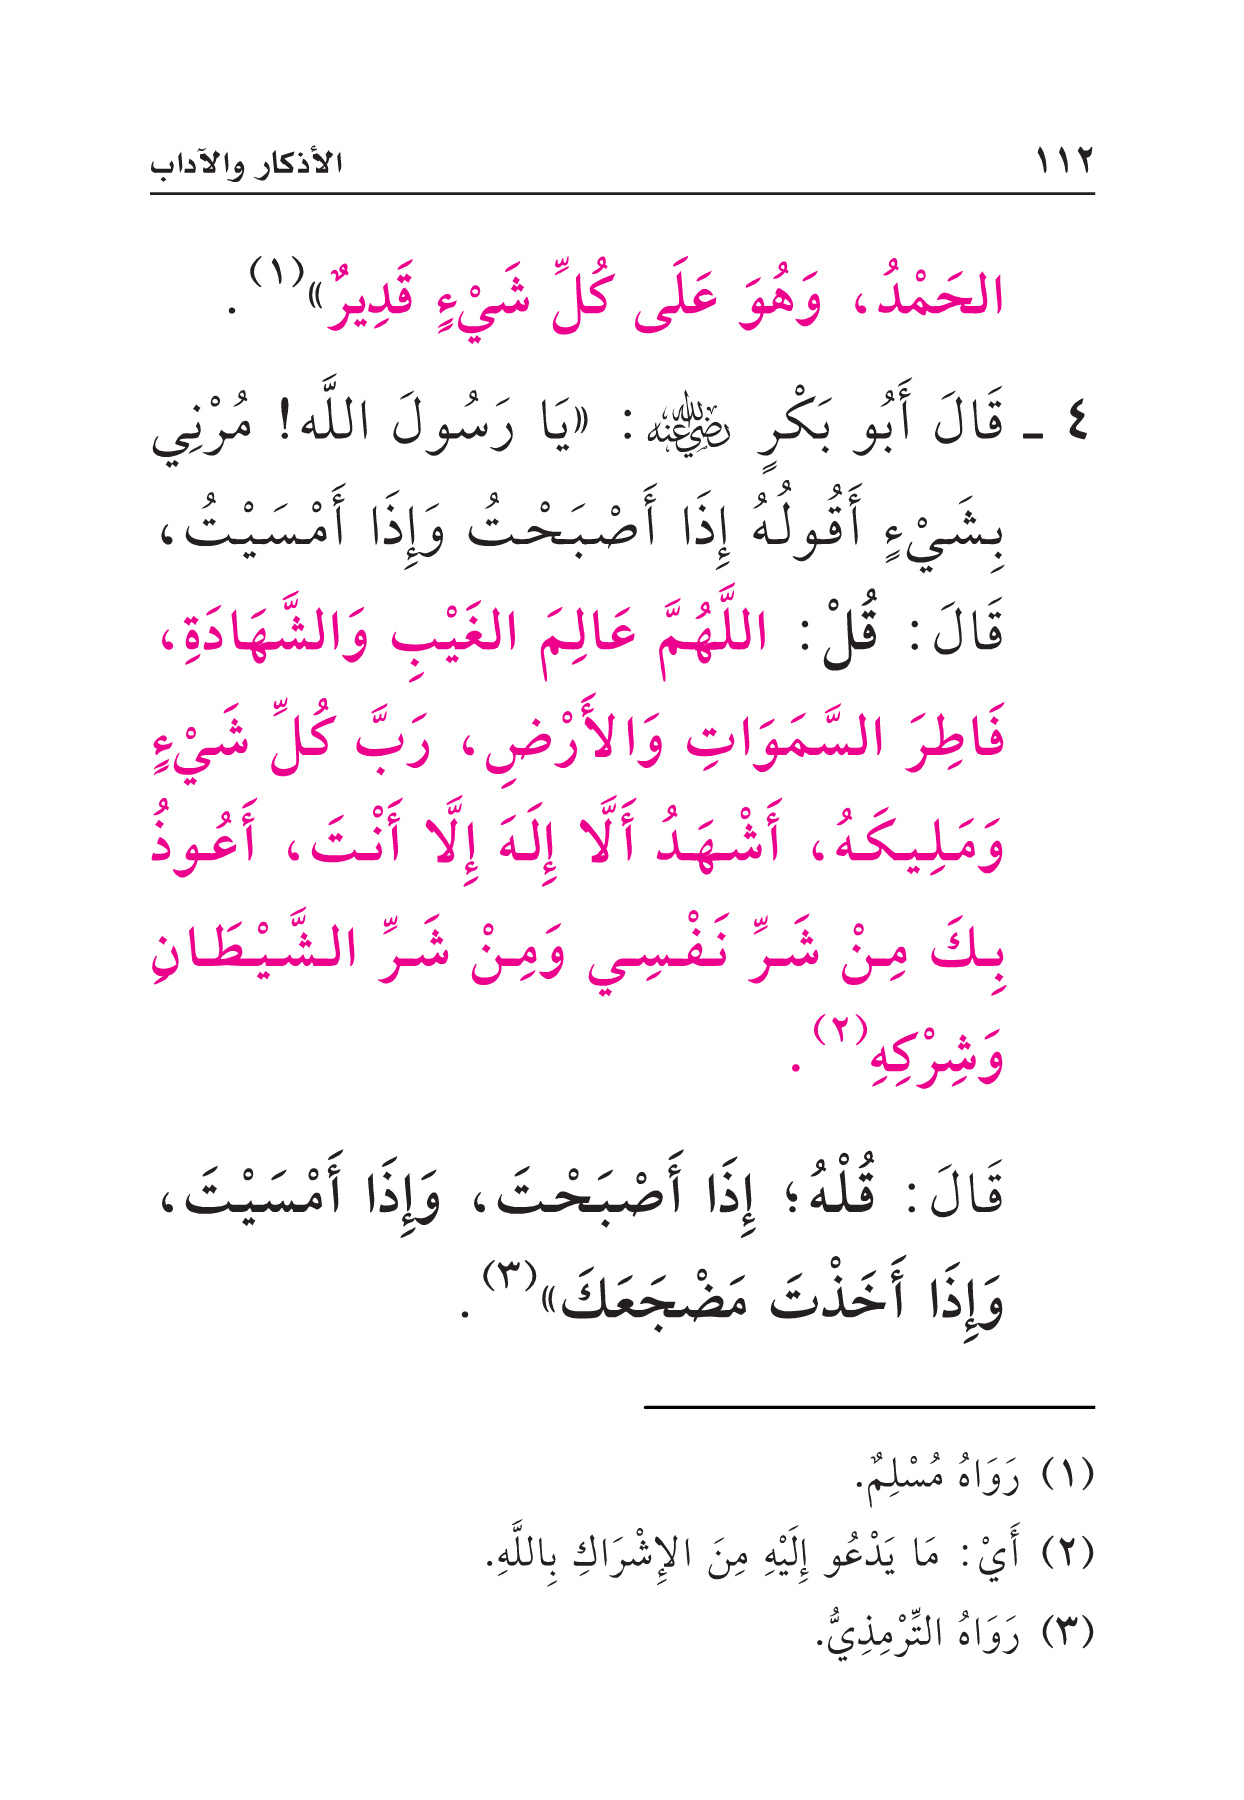 ١١٢ الأذكار والآداب
الحَمْدُ، وَهُوَ عَلَى كُلِّ شَيْءٍ قَدِيرٌ»(١).
٤ ـ قَالَ أَبُو بَكْرٍ رضي الله عنه: «يَا رَسُولَ اللَّه! مُرْنِي
بِشَيْءٍ أَقُولُهُ إِذَا أَصْبَحْتُ وَإِذَا أَمْسَيْتُ،
قَالَ: قُلْ: اللَّهُمَّ عَالِمَ الغَيْبِ وَالشَّهَادَةِ،
فَاطِرَ السَّمَوَاتِ وَالأَرْضِ، رَبَّ كُلِّ شَيْءٍ
وَمَلِيكَهُ، أَشْهَدُ أَلَّا إِلَهَ إِلَّا أَنْتَ، أَعُوذُ
بِكَ مِنْ شَرِّ نَفْسِي وَمِنْ شَرِّ الشَّيْطَانِ
وَشِرْكِهِ(٢).
قَالَ: قُلْهُ؛ إِذَا أَصْبَحْتَ، وَإِذَا أَمْسَيْتَ،
وَإِذَا أَخَذْتَ مَضْجَعَكَ»(٣).
(١) رَوَاهُ مُسْلِمٌ.
(٢) أَيْ: مَا يَدْعُو إِلَيْهِ مِنَ الإِشْرَاكِ بِاللَّهِ.
(٣) رَوَاهُ التِّرْمِذِيُّ.